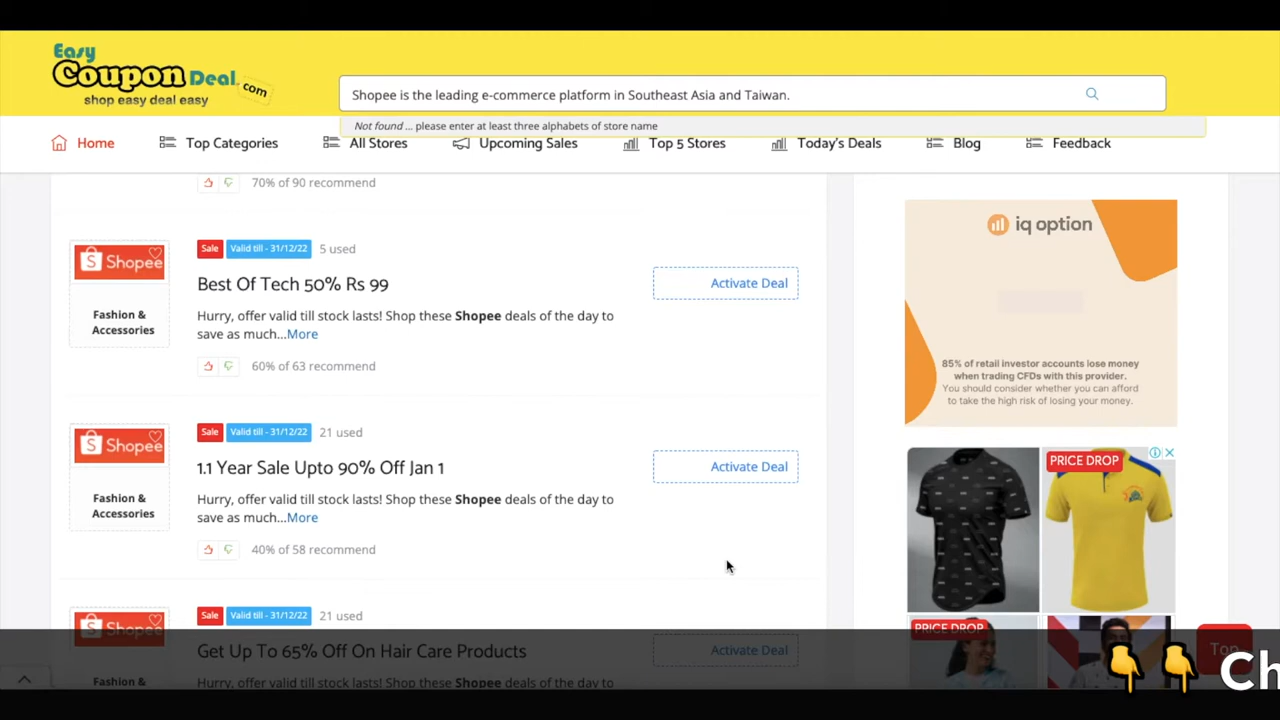 Easy
Coupon Deal.com
shop easy deal easy
Shopee is the leading e-commerce platform in Southeast Asia and Taiwan.
Not found ... please enter at least three alphabets of store name
Home
Top Categories
All Stores
Upcoming Sales
Top 5 Stores
Today's Deals
Blog
Feedback
70% of 90 recommend
Shopee
Fashion &
Accessories
Sale
Valid till - 31/12/22
5 used
Best Of Tech 50% Rs 99
Hurry, offer valid till stock lasts! Shop these Shopee deals of the day to
save as much...More
60% of 63 recommend
Activate Deal
Shopee
Fashion &
Accessories
Sale
Valid till - 31/12/22
21 used
1.1 Year Sale Upto 90% Off Jan 1
Hurry, offer valid till stock lasts! Shop these Shopee deals of the day to
save as much...More
40% of 58 recommend
Activate Deal
Shopee
Fashion &
Sale
Valid till - 31/12/22
21 used
Get Up To 65% Off On Hair Care Products
Hurry, offer valid till stock lasts! Shop these Shopee deals of the day to
Activate Deal
iq option
85% of retail investor accounts lose money
when trading CFDs with this provider.
You should consider whether you can afford
to take the high risk of losing your money.
PRICE DROP
PRICE DROP
Top
Ch